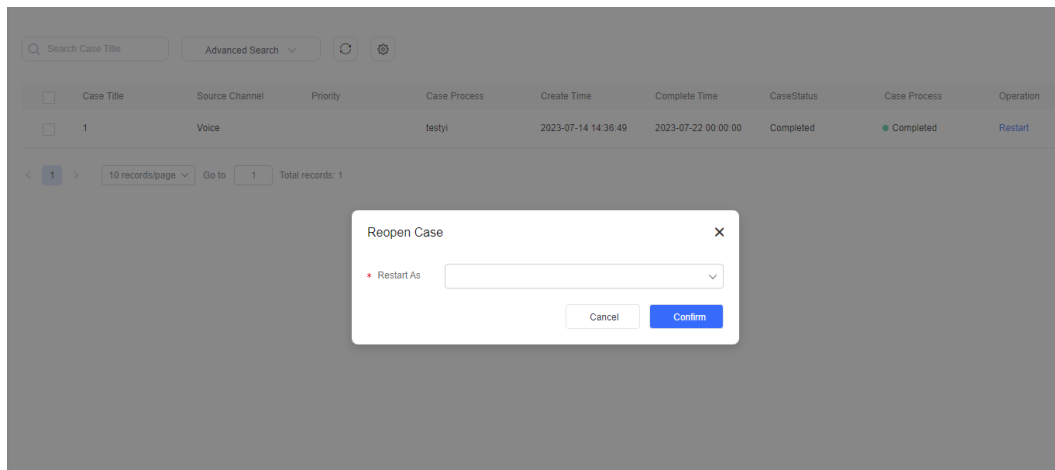 Search Case Title Advanced Search
Case Title Source Channel Priority Case Process Create Time Complete Time CaseStatus Case Process Operation
1 Voice testyi 2023-07-14 14:36:49 2023-07-22 00:00:00 Completed Completed Restart
< 1 > 10 records/page Go to 1 Total records: 1
Reopen Case
* Restart As
Cancel Confirm